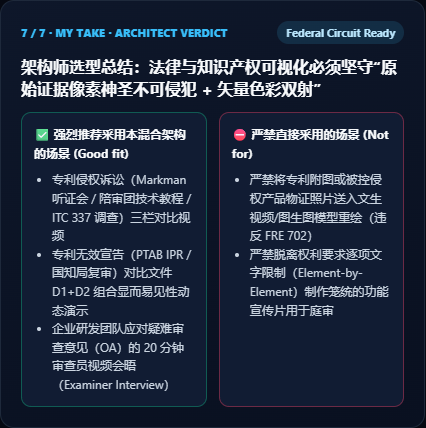 7 / 7 · MY TAKE · ARCHITECT VERDICT
Federal Circuit Ready
架构师选型总结：法律与知识产权可视化必须坚守“原
始证据像素神圣不可侵犯 + 矢量色彩双射”
✅ 强烈推荐采用本混合架构
的场景 (Good fit)
• 专利侵权诉讼（Markman
听证会 / 陪审团技术教程 /
ITC 337 调查）三栏对比视
频
• 专利无效宣告（PTAB IPR /
国知局复审）对比文件
D1+D2 组合显而易见性动
态演示
• 企业研发团队应对疑难审
查意见（OA）的 20 分钟
审查员视频会晤
（Examiner Interview）
⛔ 严禁直接采用的场景 (Not
for)
• 严禁将专利附图或被控侵
权产品物证照片送入文生
视频/图生图模型重绘（违
反 FRE 702）
• 严禁脱离权利要求逐项文
字限制（Element-by-
Element）制作笼统的功能
宣传片用于庭审